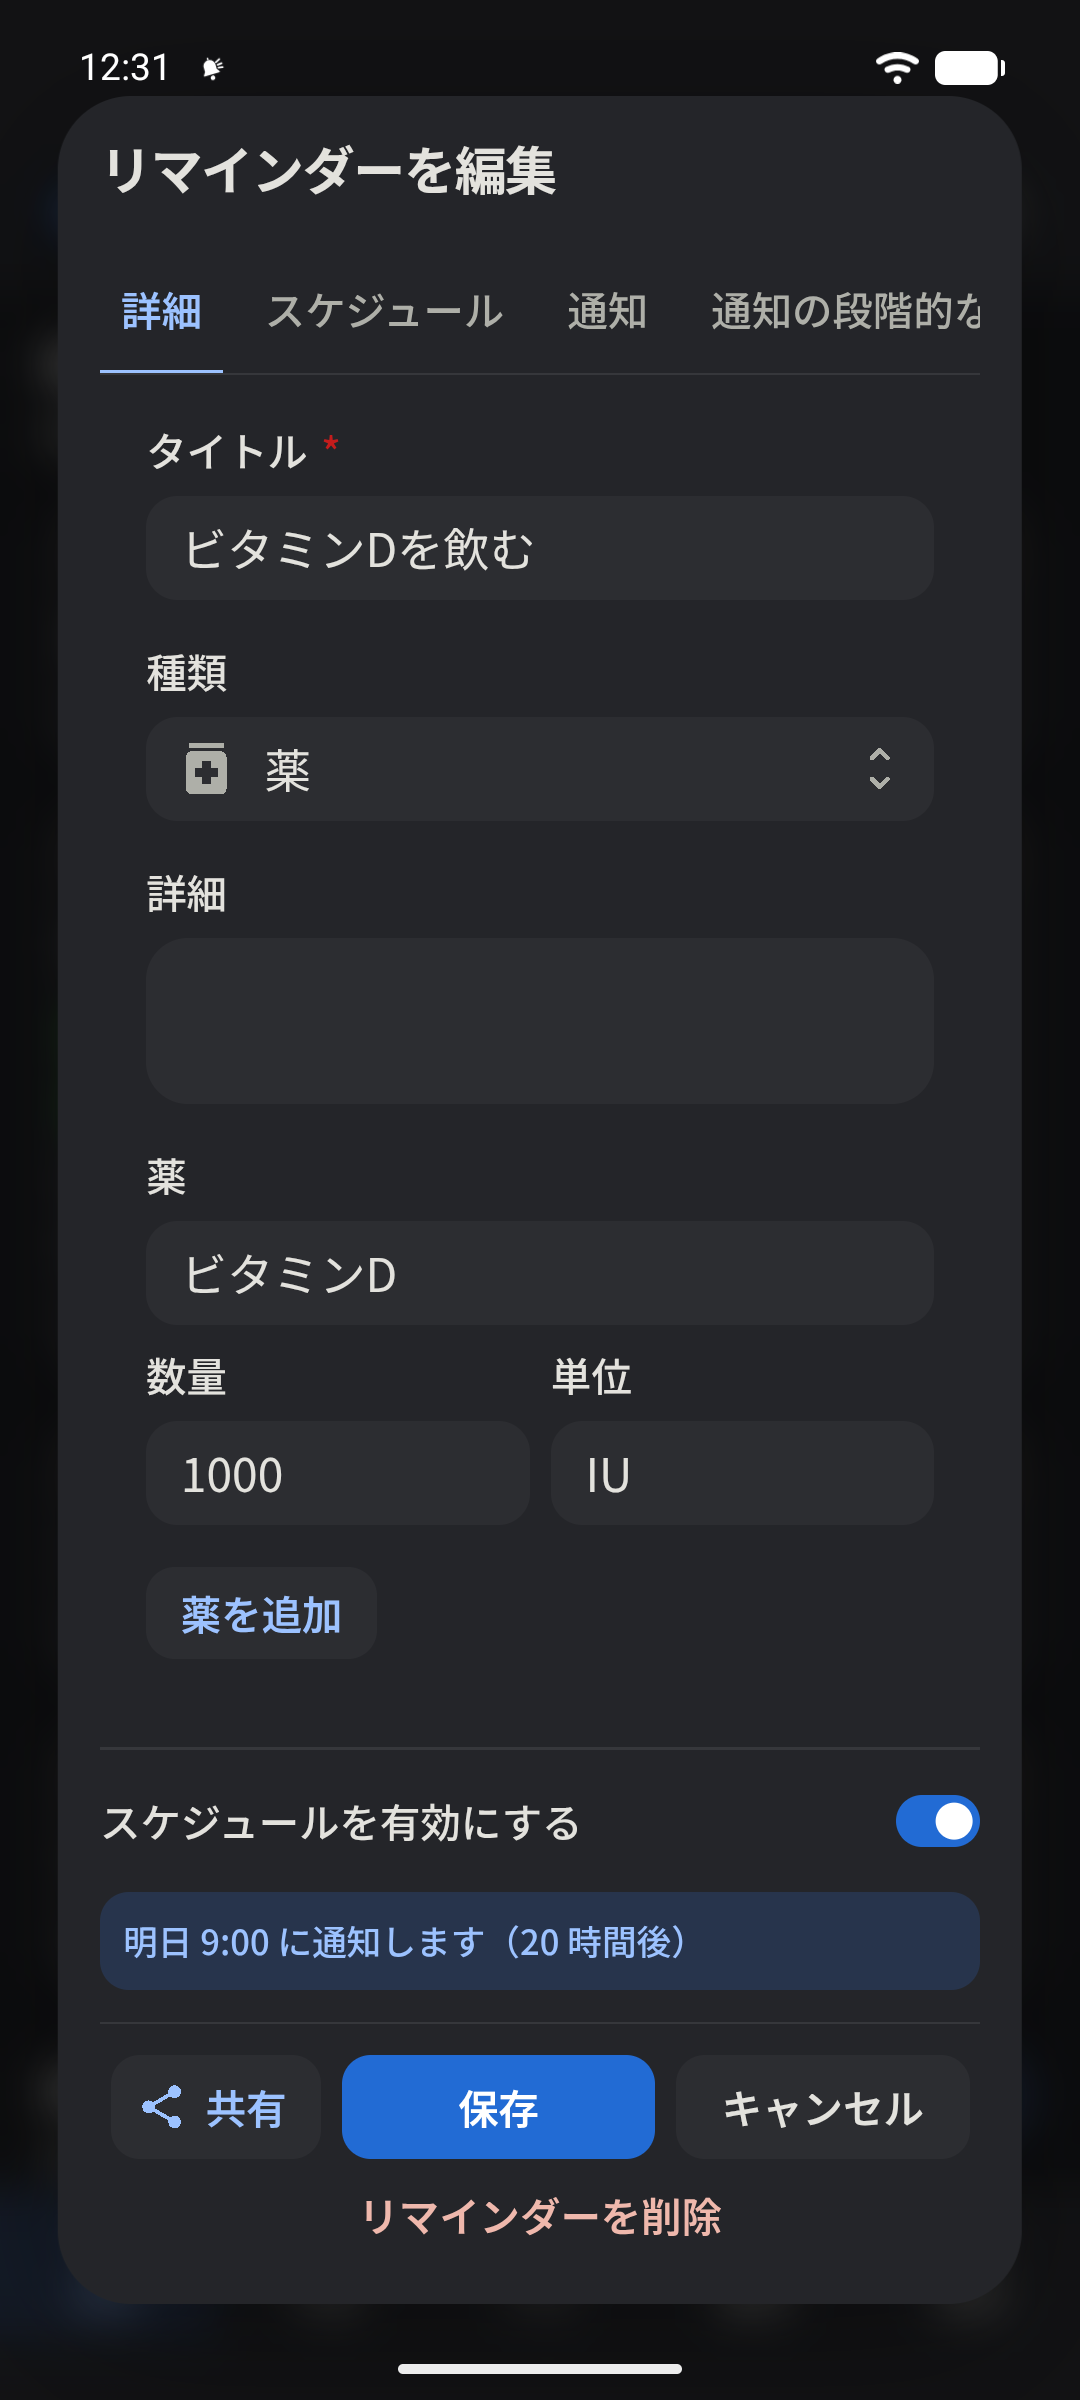 12:31
リマインダーを編集
詳細 スケジュール 通知 通知の段階的な
タイトル *
ビタミンDを飲む
種類
薬
詳細
薬
ビタミンD
数量 単位
1000 IU
薬を追加
スケジュールを有効にする
明日 9:00 に通知します（20 時間後）
共有 保存 キャンセル
リマインダーを削除